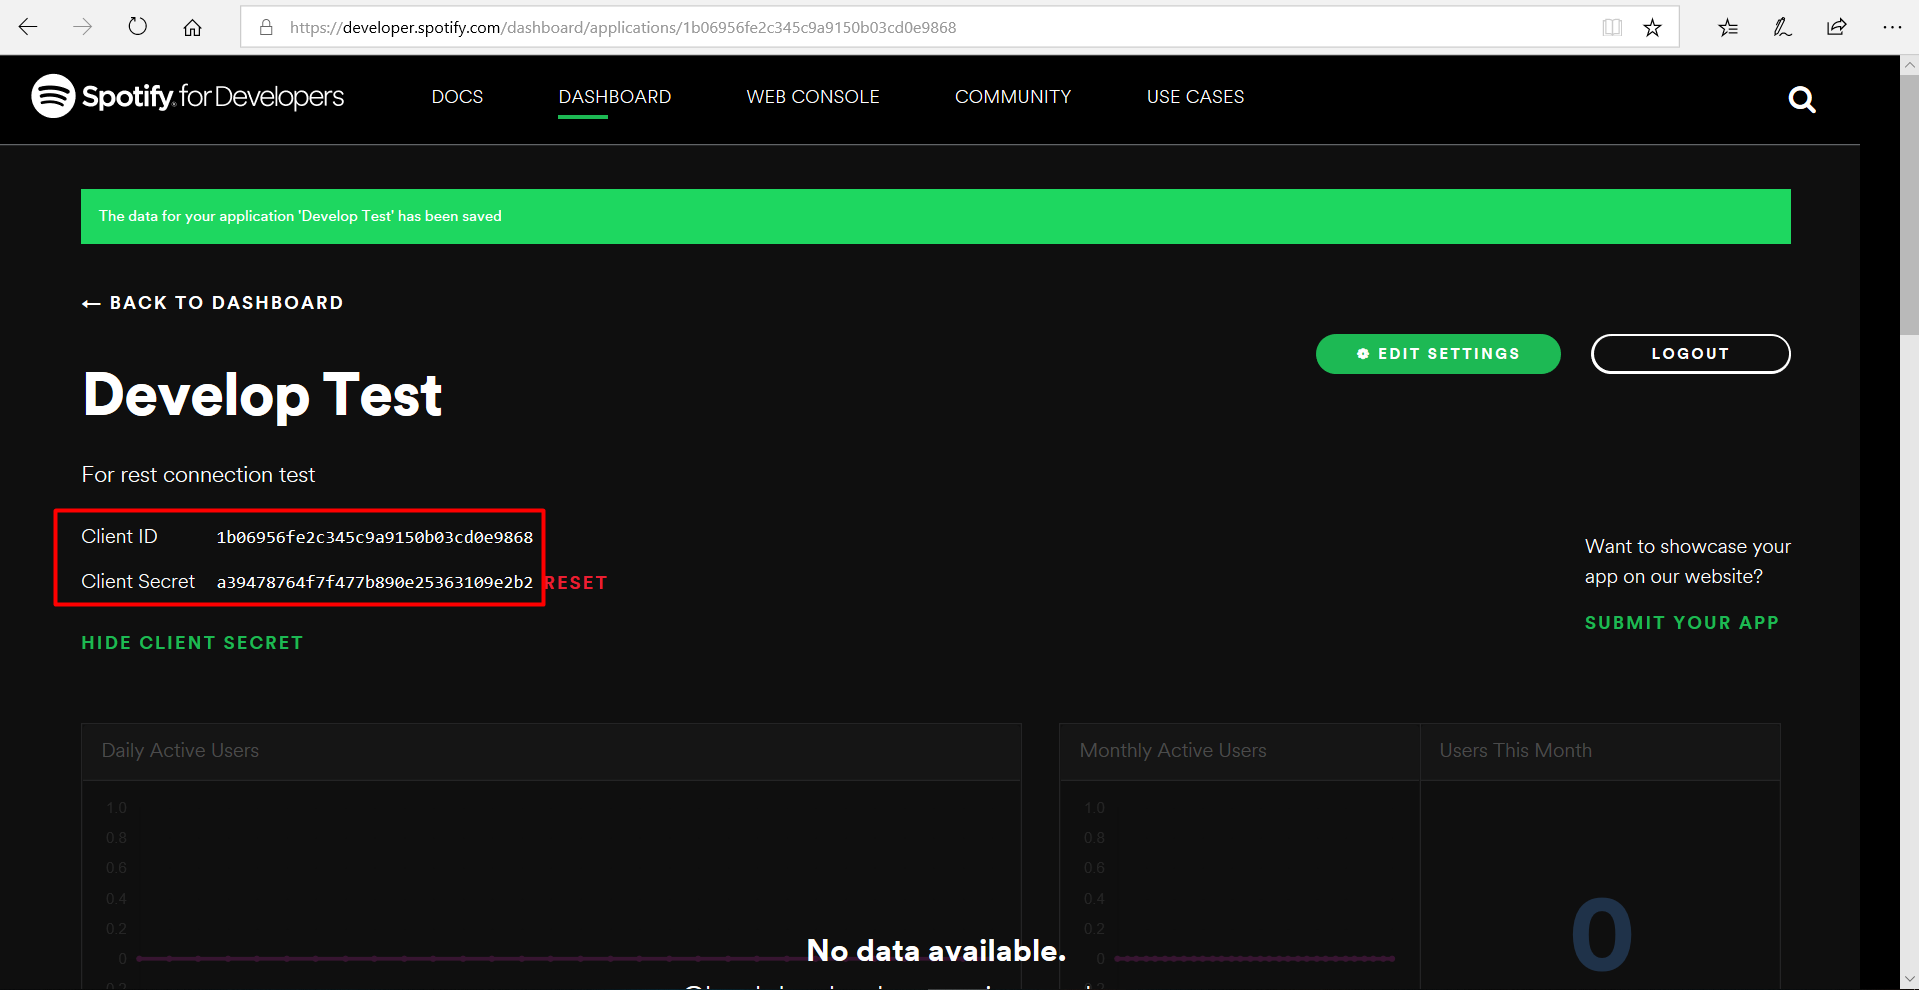 https://developer.spotify.com/dashboard/applications/1b06956fe2c345c9a9150b03cd0e9868
Spotify for Developers DOCS DASHBOARD WEB CONSOLE COMMUNITY USE CASES
The data for your application 'Develop Test' has been saved
← BACK TO DASHBOARD
EDIT SETTINGS LOGOUT
Develop Test
For rest connection test
Client ID 1b06956fe2c345c9a9150b03cd0e9868
Client Secret a39478764f7f477b890e25363109e2b2 RESET
HIDE CLIENT SECRET
Want to showcase your
app on our website?
SUBMIT YOUR APP
Daily Active Users
1.0
0.8
0.6
0.4
0.2
0
Monthly Active Users
1.0
0.8
0.6
0.4
0.2
0
Users This Month
0
No data available.